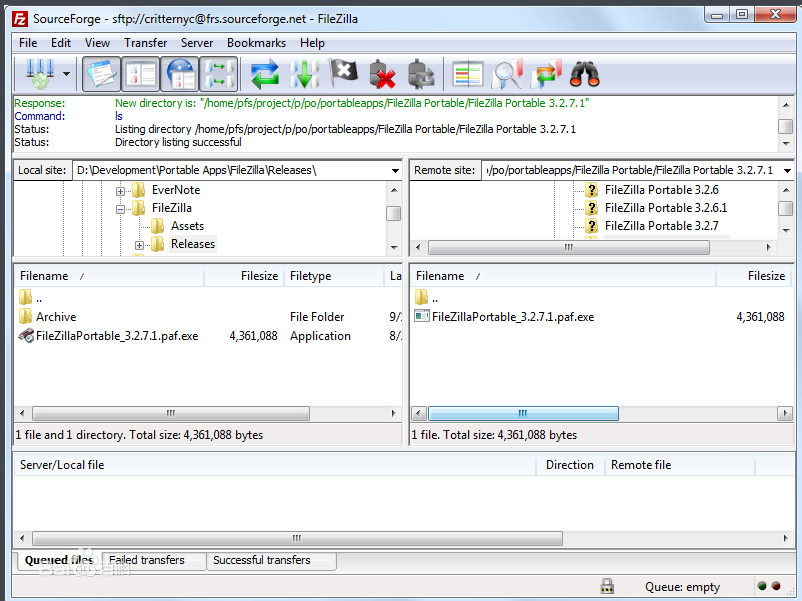 SourceForge - sftp://critternyc@frs.sourceforge.net - FileZilla
File Edit View Transfer Server Bookmarks Help
Response: New directory is: "/home/pfs/project/p/po/portableapps/FileZilla Portable/FileZilla Portable 3.2.7.1"
Command: ls
Status: Listing directory /home/pfs/project/p/po/portableapps/FileZilla Portable/FileZilla Portable 3.2.7.1
Status: Directory listing successful
Local site: D:\Development\Portable Apps\FileZilla\Releases\
EverNote
FileZilla
Assets
Releases
Remote site: /po/portableapps/FileZilla Portable/FileZilla Portable 3.2.7.1
FileZilla Portable 3.2.6
FileZilla Portable 3.2.6.1
FileZilla Portable 3.2.7
Filename / Filesize Filetype La
..
Archive File Folder 9/
FileZillaPortable_3.2.7.1.paf.exe 4,361,088 Application 8/
1 file and 1 directory. Total size: 4,361,088 bytes
Filename / Filesize
..
FileZillaPortable_3.2.7.1.paf.exe 4,361,088
1 file. Total size: 4,361,088 bytes
Server/Local file Direction Remote file
Queued files Failed transfers Successful transfers
Baidu百科
Queue: empty